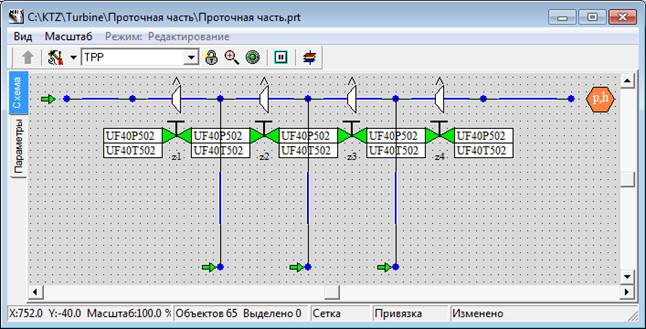 C:\KTZ\Turbine\Проточная часть\Проточная часть.prt
Вид Масштаб Режим: Редактирование
TPP
Схема
Параметры
p,h
UF40P502 UF40P502 UF40P502 UF40P502 UF40P502
UF40T502 UF40T502 UF40T502 UF40T502 UF40T502
z1 z2 z3 z4
X:752.0 Y:-40.0 Масштаб:100.0 % Объектов 65 Выделено 0 Сетка Привязка Изменено